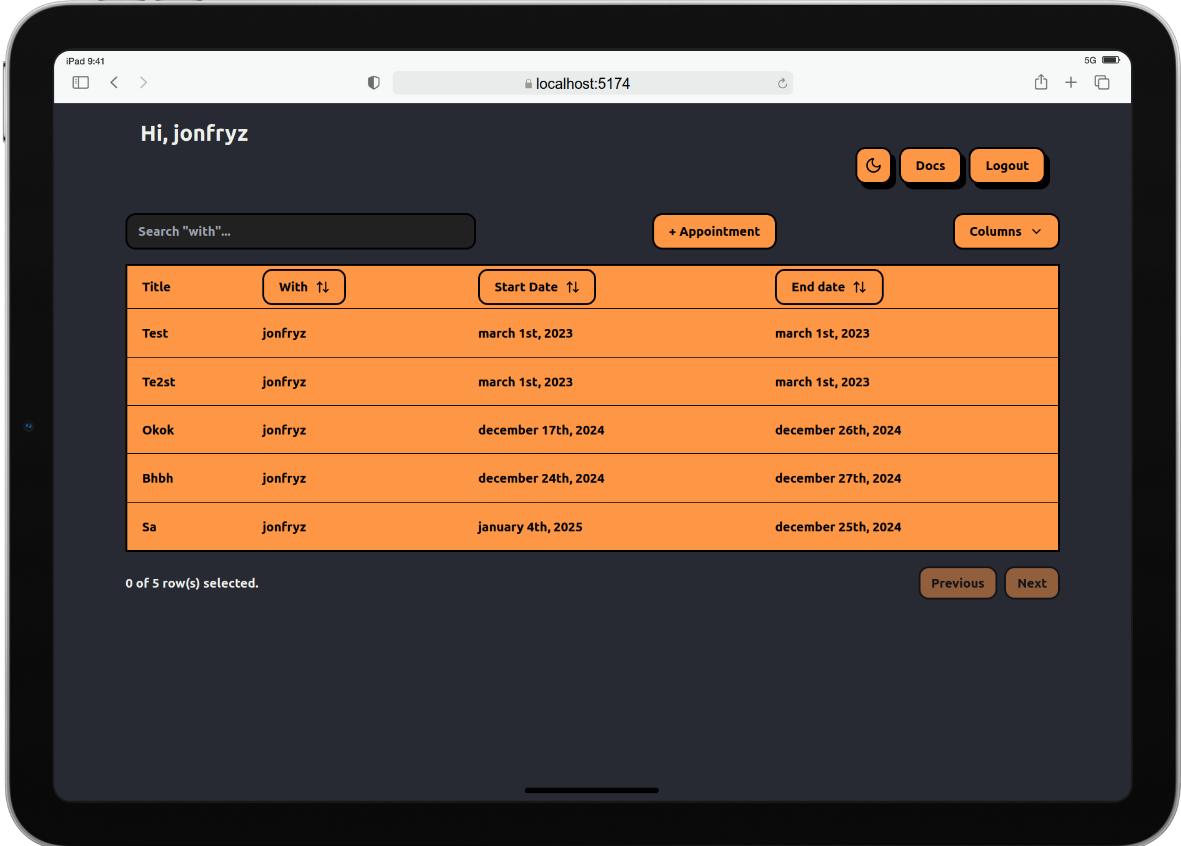 iPad 9:41
5G
localhost:5174
Hi, jonfryz
Docs
Logout
Search "with"...
+ Appointment
Columns
Title With Start Date End date
Test jonfryz march 1st, 2023 march 1st, 2023
Te2st jonfryz march 1st, 2023 march 1st, 2023
Okok jonfryz december 17th, 2024 december 26th, 2024
Bhbh jonfryz december 24th, 2024 december 27th, 2024
Sa jonfryz january 4th, 2025 december 25th, 2024
0 of 5 row(s) selected.
Previous
Next